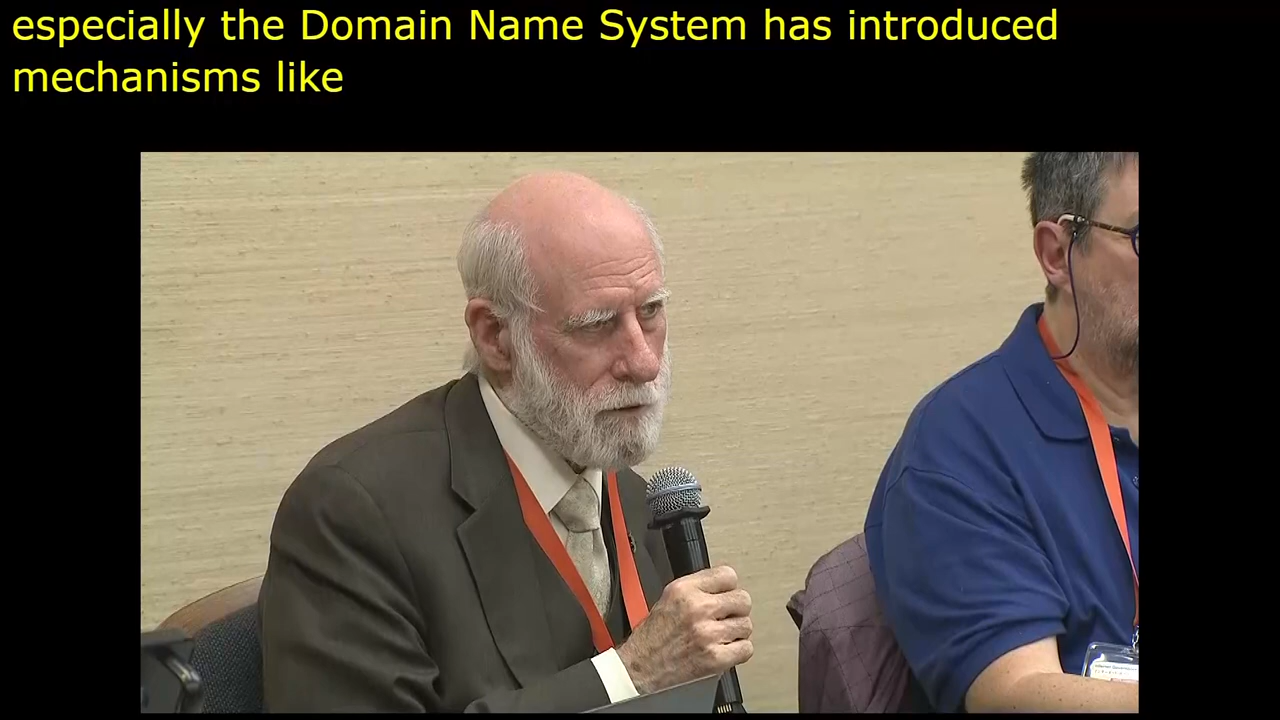 especially the Domain Name System has introduced
mechanisms like